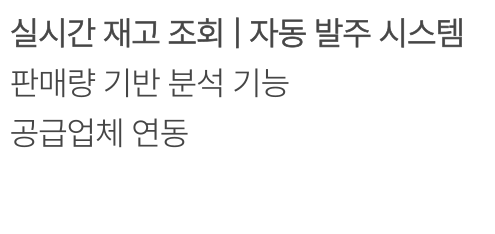 실시간 재고 조회 | 자동 발주 시스템
판매량 기반 분석 기능
공급업체 연동